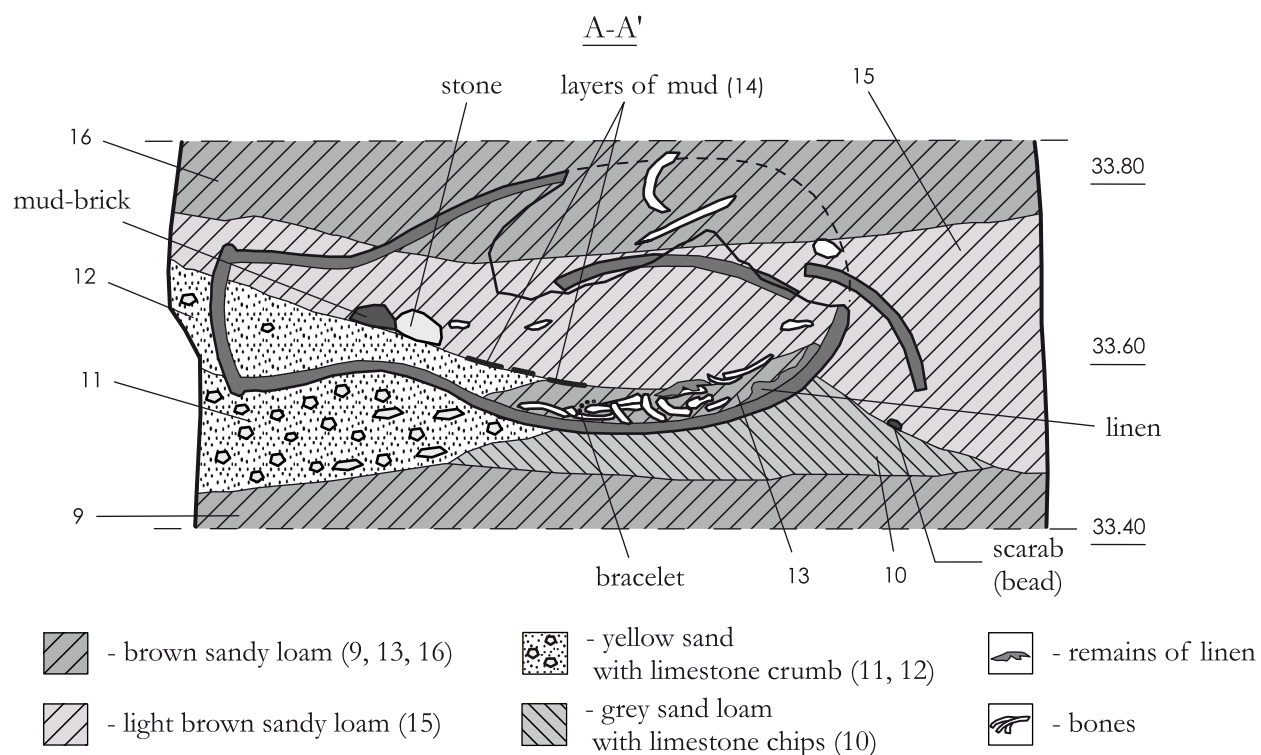 A-A'
stone
layers of mud (14)
15
16
33.80
mud-brick
12
33.60
11
linen
9
33.40
scarab
(bead)
bracelet
13
10
- brown sandy loam (9, 13, 16)
- yellow sand
with limestone crumb (11, 12)
- remains of linen
- light brown sandy loam (15)
- grey sand loam
with limestone chips (10)
- bones